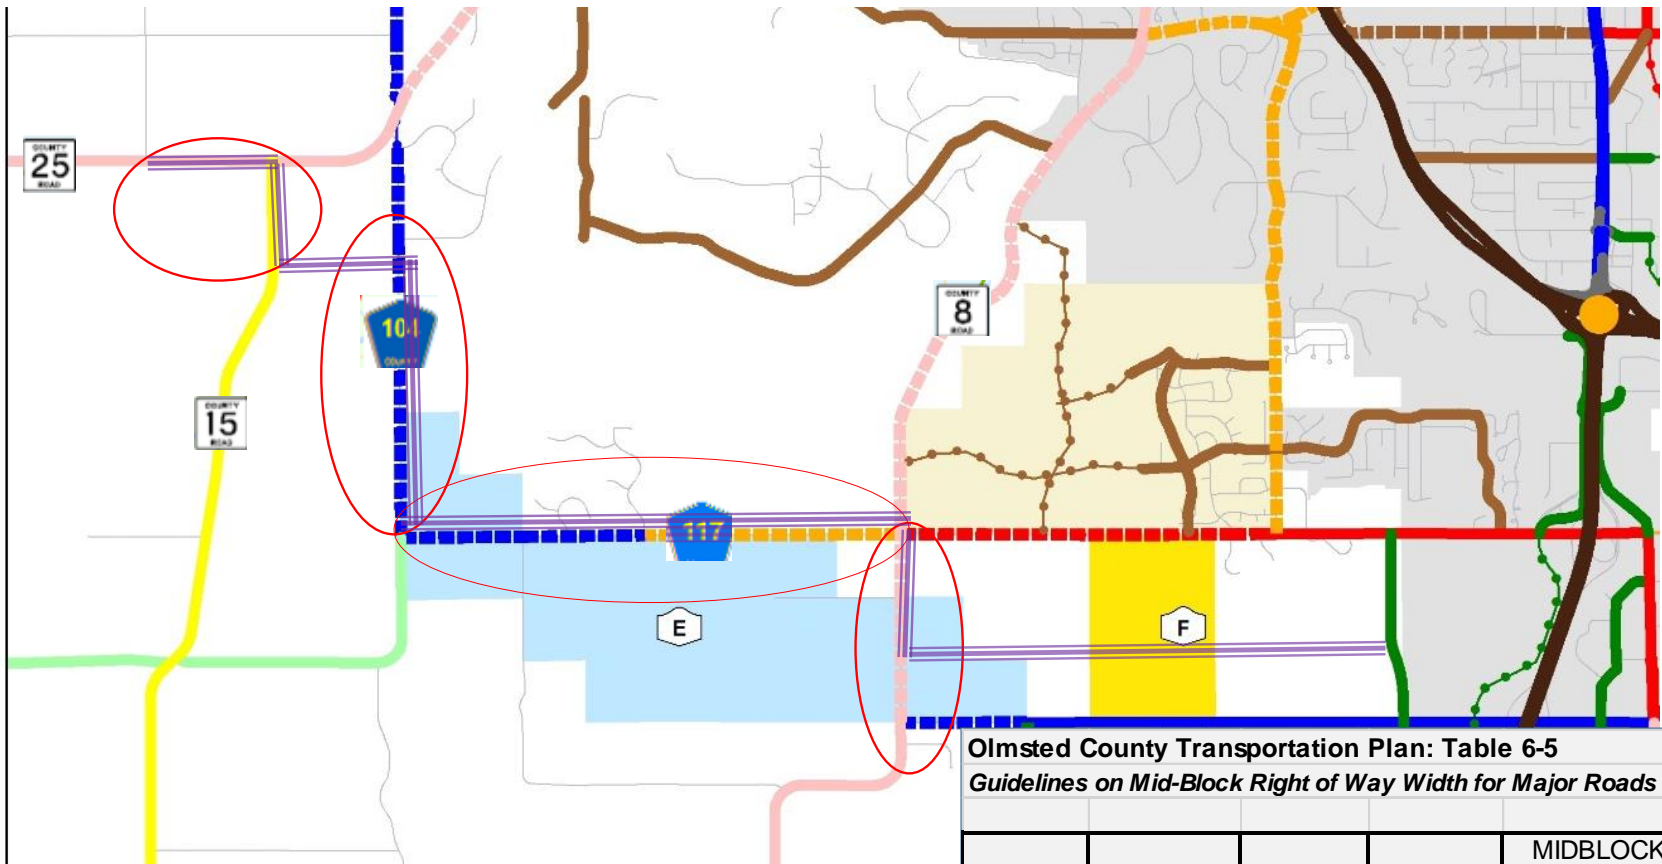 COUNTY
25
ROAD
104
COUNTY
COUNTY
8
ROAD
COUNTY
15
ROAD
117
E
F
Olmsted County Transportation Plan: Table 6-5
Guidelines on Mid-Block Right of Way Width for Major Roads
MIDBLOCK